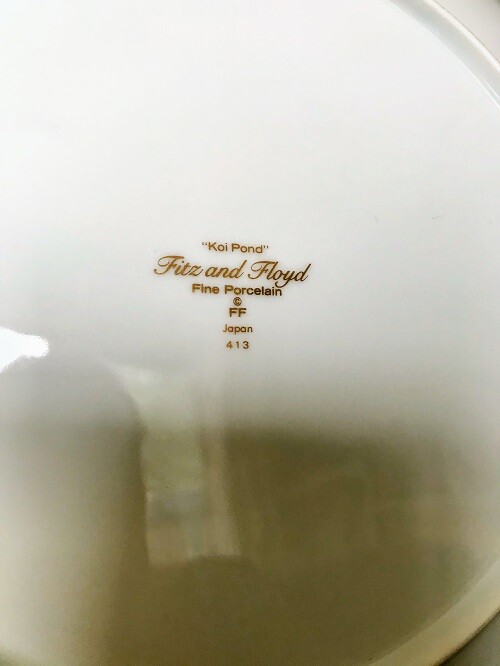 "Koi Pond"
Fitz and Floyd
Fine Porcelain
©
FF
Japan
413